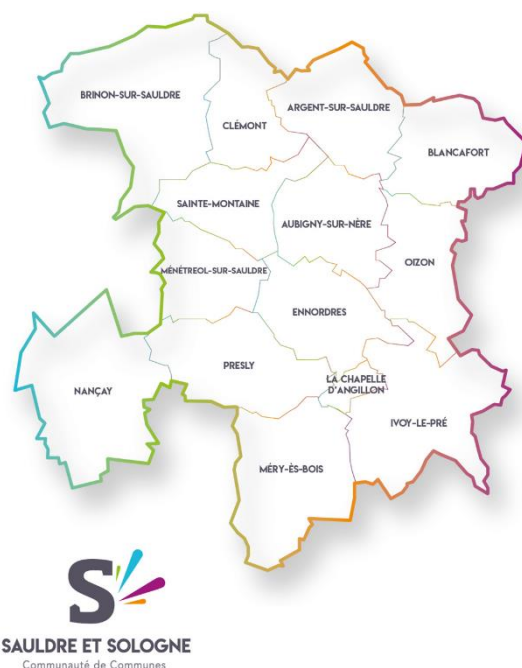 BRINON-SUR-SAULDRE
CLÉMONT
ARGENT-SUR-SAULDRE
BLANCAFORT
SAINTE-MONTAINE
AUBIGNY-SUR-NÈRE
OIZON
MÉNÉTREOL-SUR-SAULDRE
ENNORDRES
PRESLY
LA CHAPELLE
D'ANGILLON
NANÇAY
IVOY-LE-PRÉ
MÉRY-ÉS-BOIS
S
SAULDRE ET SOLOGNE
Communauté de Communes